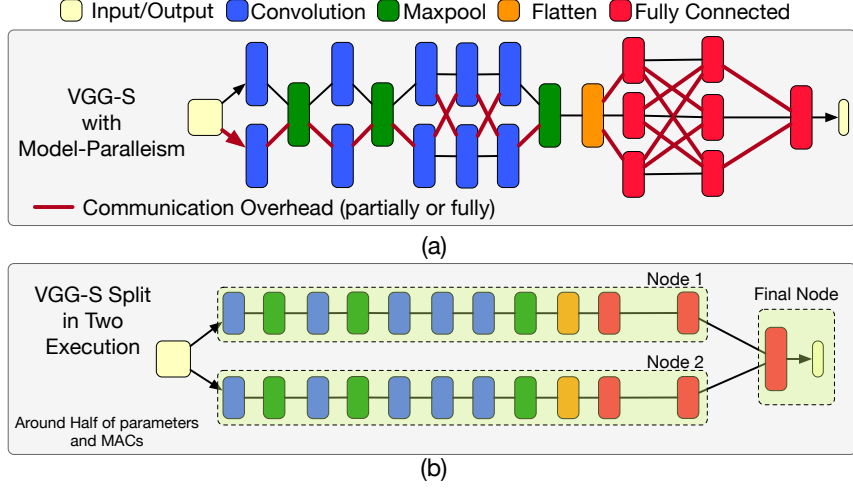 Input/Output Convolution Maxpool Flatten Fully Connected
VGG-S
with
Model-Paralleism
Communication Overhead (partially or fully)
(a)
VGG-S Split
in Two
Execution
Node 1
Final Node
Node 2
Around Half of parameters
and MACs
(b)